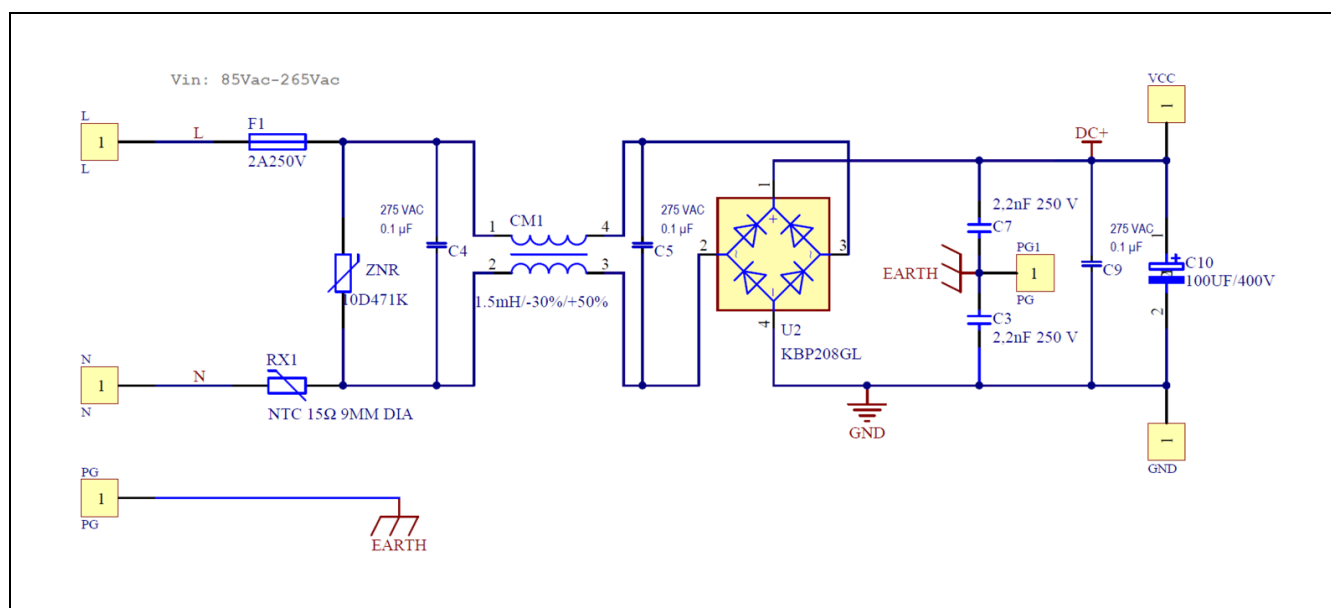 Vin: 85Vac-265Vac
VCC
1
L
1
L
L
F1
2A250V
DC+
275 VAC
0.1 µF
C4
CM1
1
4
2
3
1.5mH/-30%/+50%
275 VAC
0.1 µF
C5
1
2
3
4
U2
KBP208GL
2,2nF 250 V
C7
PG1
1
PG
EARTH
C3
2,2nF 250 V
275 VAC
0.1 µF
C9
1
C10
100UF/400V
2
ZNR
10D471K
N
1
N
N
RX1
NTC 15Ω 9MM DIA
GND
1
GND
PG
1
PG
EARTH